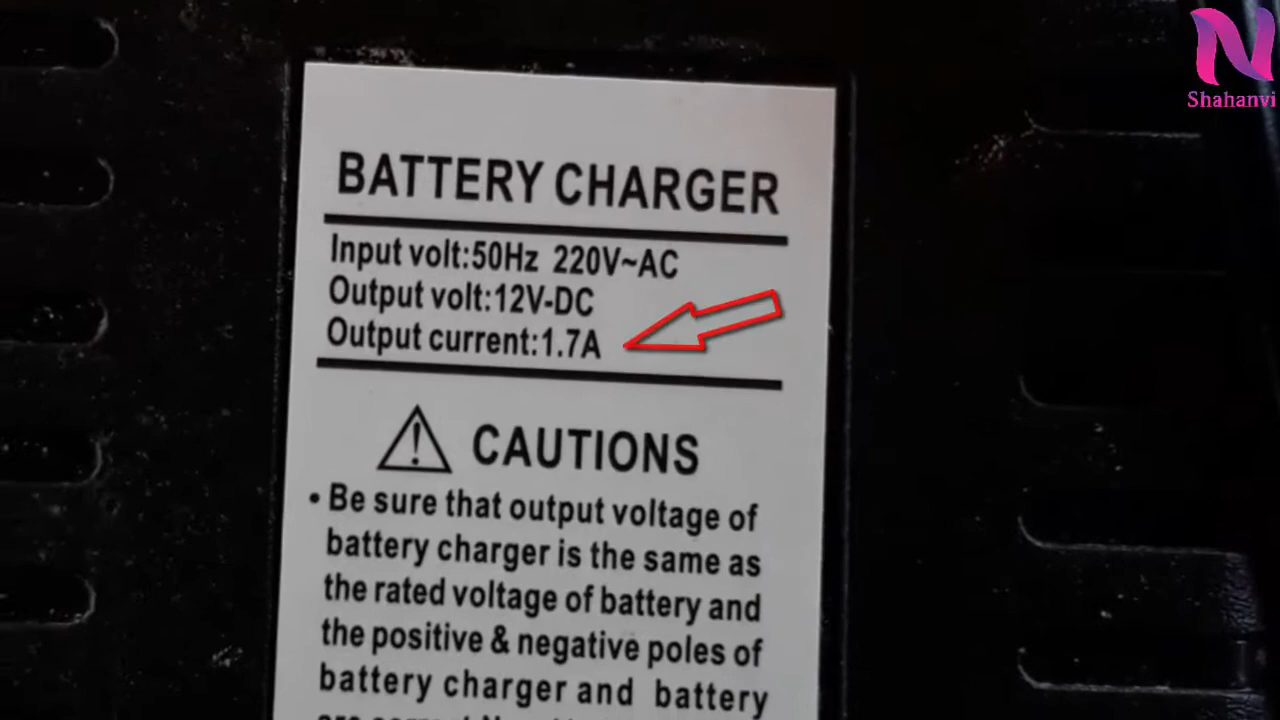 Shahanvi
BATTERY CHARGER
Input volt:50Hz 220V~AC
Output volt:12V-DC
Output current:1.7A
CAUTIONS
• Be sure that output voltage of
battery charger is the same as
the rated voltage of battery and
the positive & negative poles of
battery charger and battery